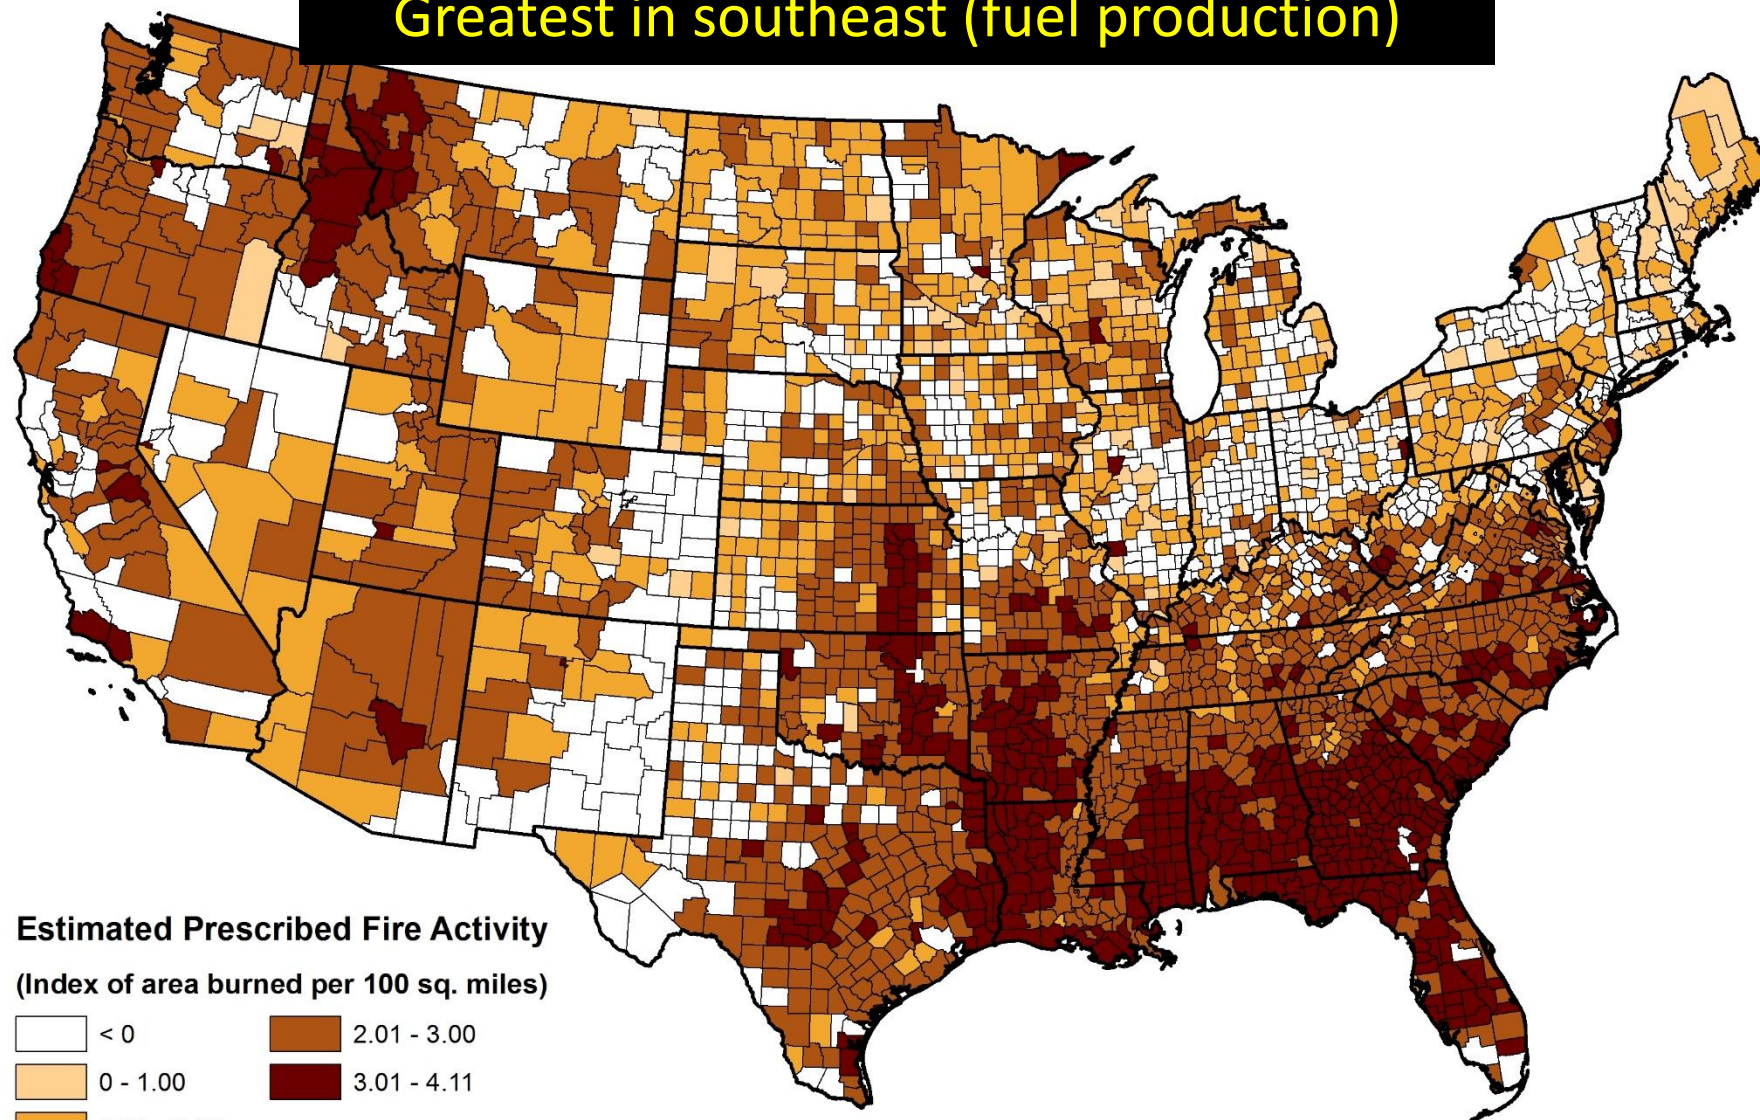 Greatest in southeast (fuel production)
Estimated Prescribed Fire Activity
(Index of area burned per 100 sq. miles)
< 0
2.01 - 3.00
0 - 1.00
3.01 - 4.11